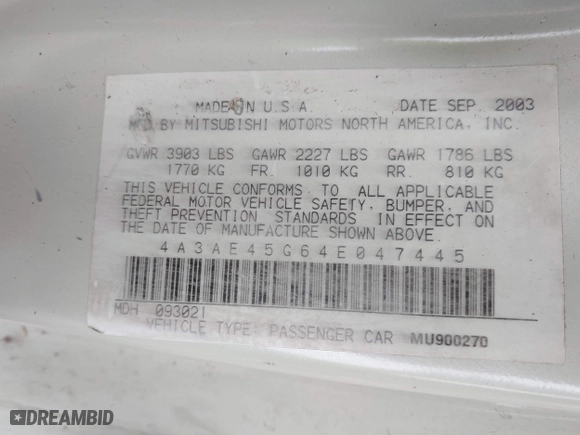 MADE IN U.S.A. DATE SEP. 2003
MFD BY MITSUBISHI MOTORS NORTH AMERICA, INC.
GVWR 3903 LBS GAWR 2227 LBS GAWR 1786 LBS
1770 KG FR. 1010 KG RR. 810 KG
THIS VEHICLE CONFORMS TO ALL APPLICABLE
FEDERAL MOTOR VEHICLE SAFETY, BUMPER, AND
THEFT PREVENTION STANDARDS IN EFFECT ON
THE DATE OF MANUFACTURE SHOWN ABOVE.
4A3AE45G64E047445
MDH 093021
VEHICLE TYPE: PASSENGER CAR MU900270
DREAMBID